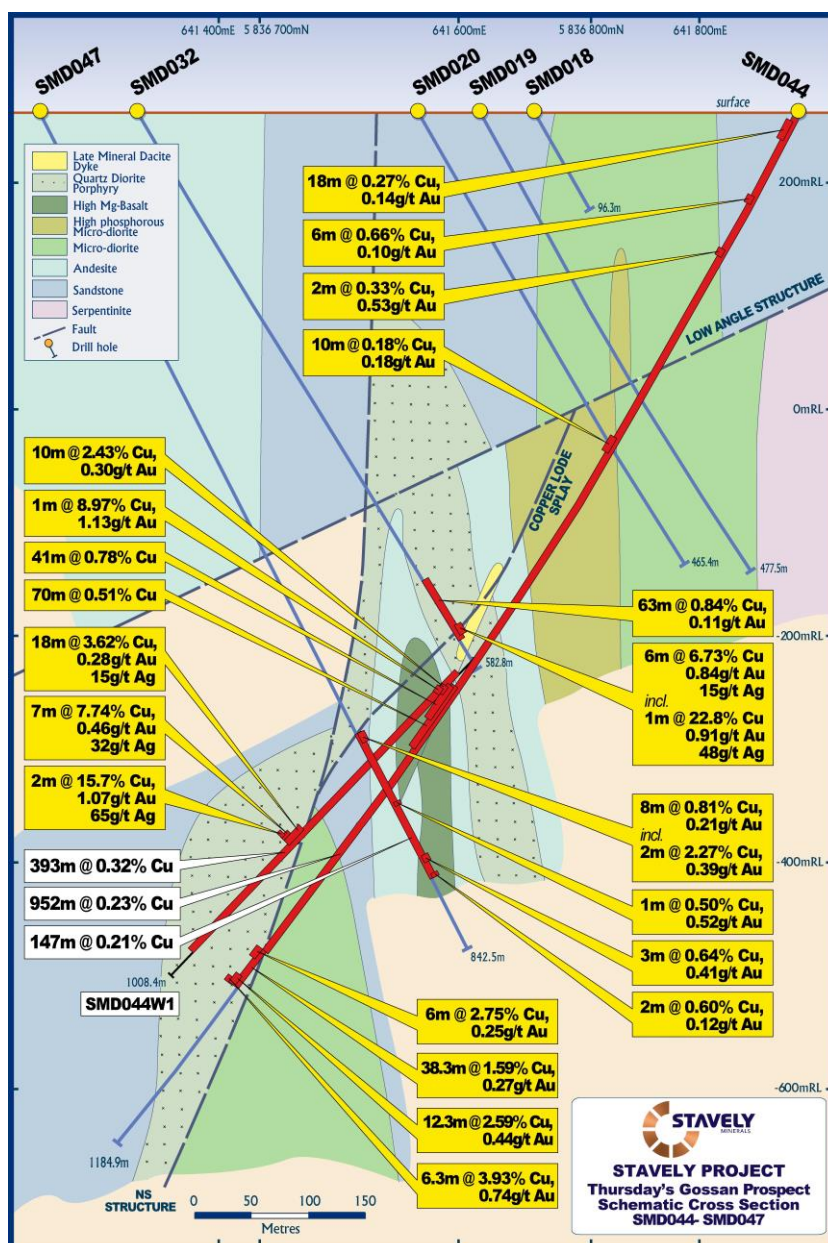 641 400mE 5 836 700mN 641 600mE 5 836 800mN 641 800mE
SMD047
SMD032
SMD020
SMD019
SMD018
SMD044
surface
Late Mineral Dacite
Dyke
Quartz Diorite
Porphyry
High Mg-Basalt
High phosphorous
Micro-diorite
Micro-diorite
Andesite
Sandstone
Serpentinite
Fault
Drill hole
18m @ 0.27% Cu,
0.14g/t Au
6m @ 0.66% Cu,
0.10g/t Au
2m @ 0.33% Cu,
0.53g/t Au
10m @ 0.18% Cu,
0.18g/t Au
96.3m
200mRL
LOW ANGLE STRUCTURE
0mRL
COPPER LODE
SPLAY
465.4m
477.5m
10m @ 2.43% Cu,
0.30g/t Au
1m @ 8.97% Cu,
1.13g/t Au
41m @ 0.78% Cu
70m @ 0.51% Cu
18m @ 3.62% Cu,
0.28g/t Au
15g/t Ag
7m @ 7.74% Cu,
0.46g/t Au
32g/t Ag
2m @ 15.7% Cu,
1.07g/t Au
65g/t Ag
393m @ 0.32% Cu
952m @ 0.23% Cu
147m @ 0.21% Cu
1008.4m
SMD044W1
63m @ 0.84% Cu,
0.11g/t Au
-200mRL
582.8m
6m @ 6.73% Cu
0.84g/t Au
15g/t Ag
incl.
1m @ 22.8% Cu
0.91g/t Au
48g/t Ag
8m @ 0.81% Cu,
0.21g/t Au
incl.
2m @ 2.27% Cu,
0.39g/t Au
-400mRL
1m @ 0.50% Cu,
0.52g/t Au
3m @ 0.64% Cu,
0.41g/t Au
2m @ 0.60% Cu,
0.12g/t Au
842.5m
6m @ 2.75% Cu,
0.25g/t Au
38.3m @ 1.59% Cu,
0.27g/t Au
12.3m @ 2.59% Cu,
0.44g/t Au
6.3m @ 3.93% Cu,
0.74g/t Au
-600mRL
1184.9m
NS
STRUCTURE
0 50 100 150
Metres
STAVELY
MINERALS
STAVELY PROJECT
Thursday's Gossan Prospect
Schematic Cross Section
SMD044- SMD047